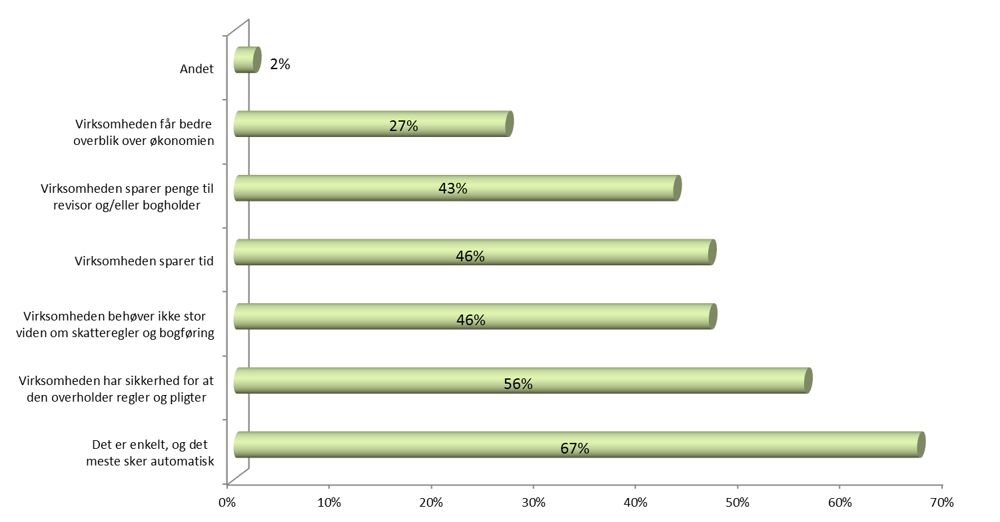 Andet
2%
Virksomheden får bedre
overblik over økonomien
27%
Virksomheden sparer penge til
revisor og/eller bogholder
43%
Virksomheden sparer tid
46%
Virksomheden behøver ikke stor
viden om skatteregler og bogføring
46%
Virksomheden har sikkerhed for at
den overholder regler og pligter
56%
Det er enkelt, og det
meste sker automatisk
67%
0% 10% 20% 30% 40% 50% 60% 70%